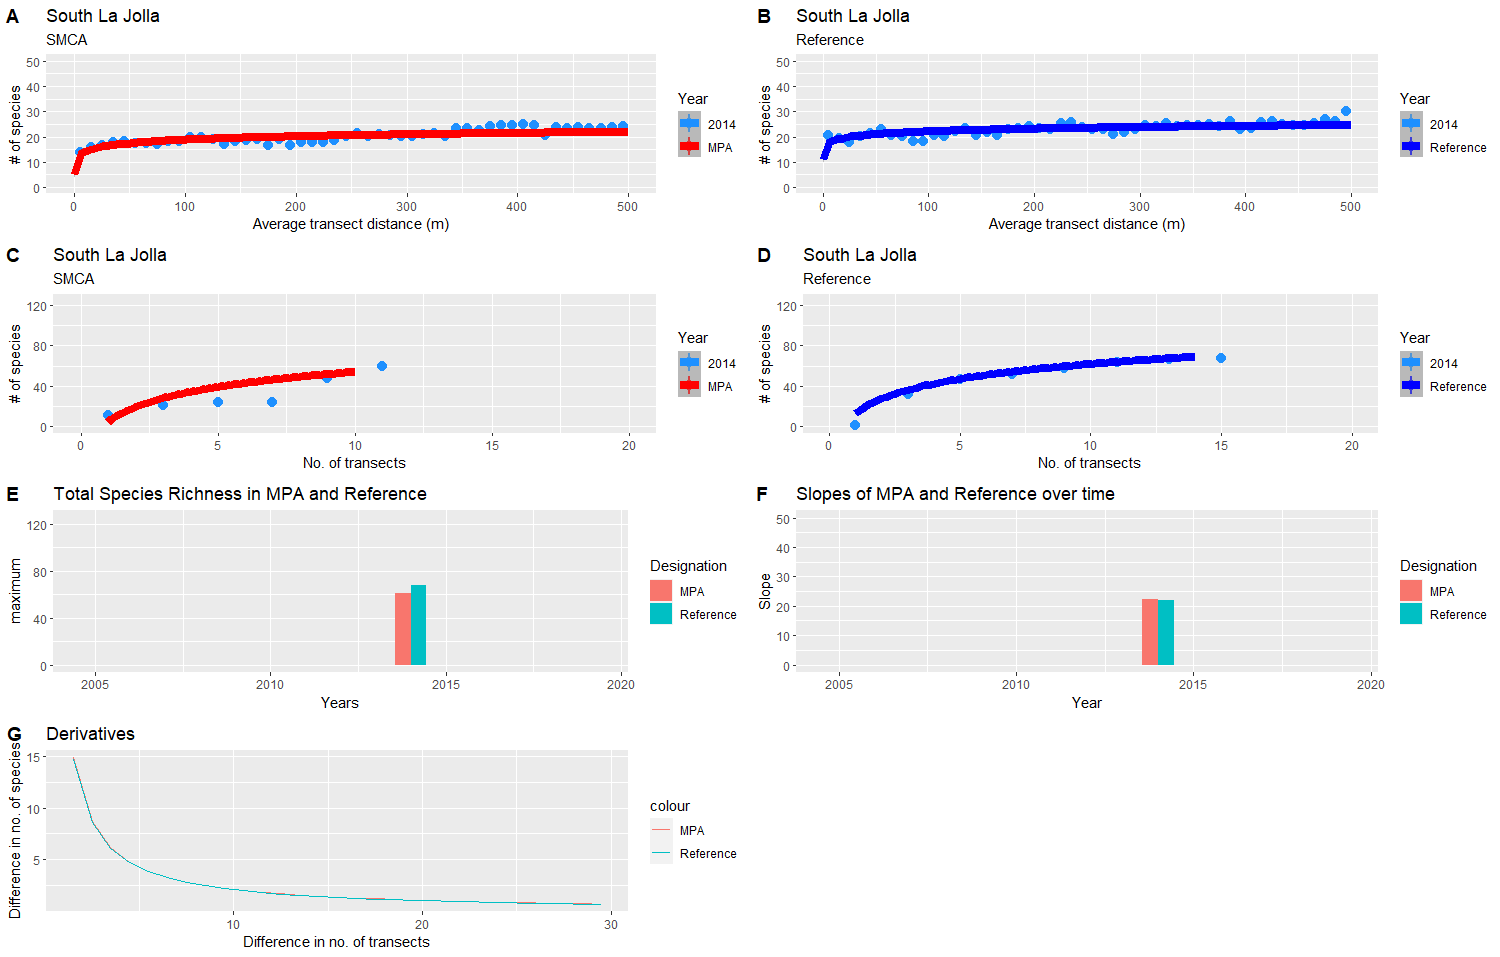 A South La Jolla
SMCA
50
40
30
20
10
0
# of species
0 100 200 300 400 500
Average transect distance (m)
Year
2014
MPA
B South La Jolla
Reference
50
40
30
20
10
0
# of species
0 100 200 300 400 500
Average transect distance (m)
Year
2014
Reference
C South La Jolla
SMCA
120
80
40
0
# of species
0 5 10 15 20
No. of transects
Year
2014
MPA
D South La Jolla
Reference
120
80
40
0
# of species
0 5 10 15 20
No. of transects
Year
2014
Reference
E Total Species Richness in MPA and Reference
120
80
40
0
maximum
2005 2010 2015 2020
Years
Designation
MPA
Reference
F Slopes of MPA and Reference over time
50
40
30
20
10
0
Slope
2005 2010 2015 2020
Year
Designation
MPA
Reference
G Derivatives
15
10
5
Difference in no. of species
10 20 30
Difference in no. of transects
colour
MPA
Reference